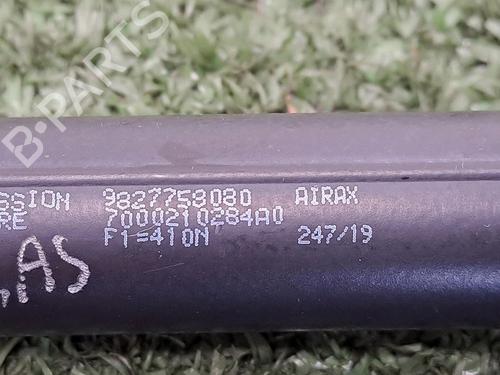 B-PARTS
SSION 9827758080 AIRAX
RE 7000210284A0
F1=410N 247/19
AS